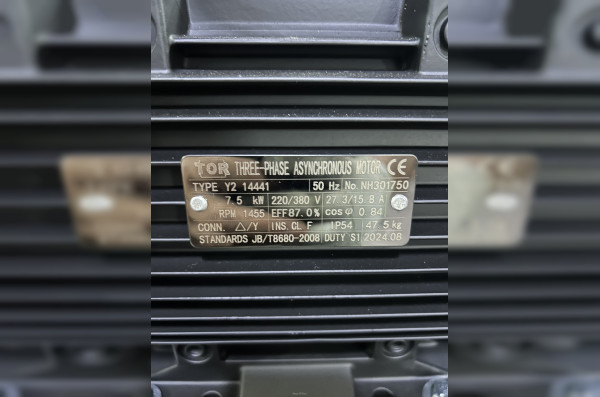 TOR THREE-PHASE ASYNCHRONOUS MOTOR CE
TYPE Y2 14441 50 Hz No. NH301750
7.5 kW 220/380 V 27.3/15.8 A
RPM 1455 EFF 87.0% cos φ 0.84
CONN. △/Y INS.CL F IP54 47.5 kg
STANDARDS JB/T8680-2008 DUTY S1 2024.08